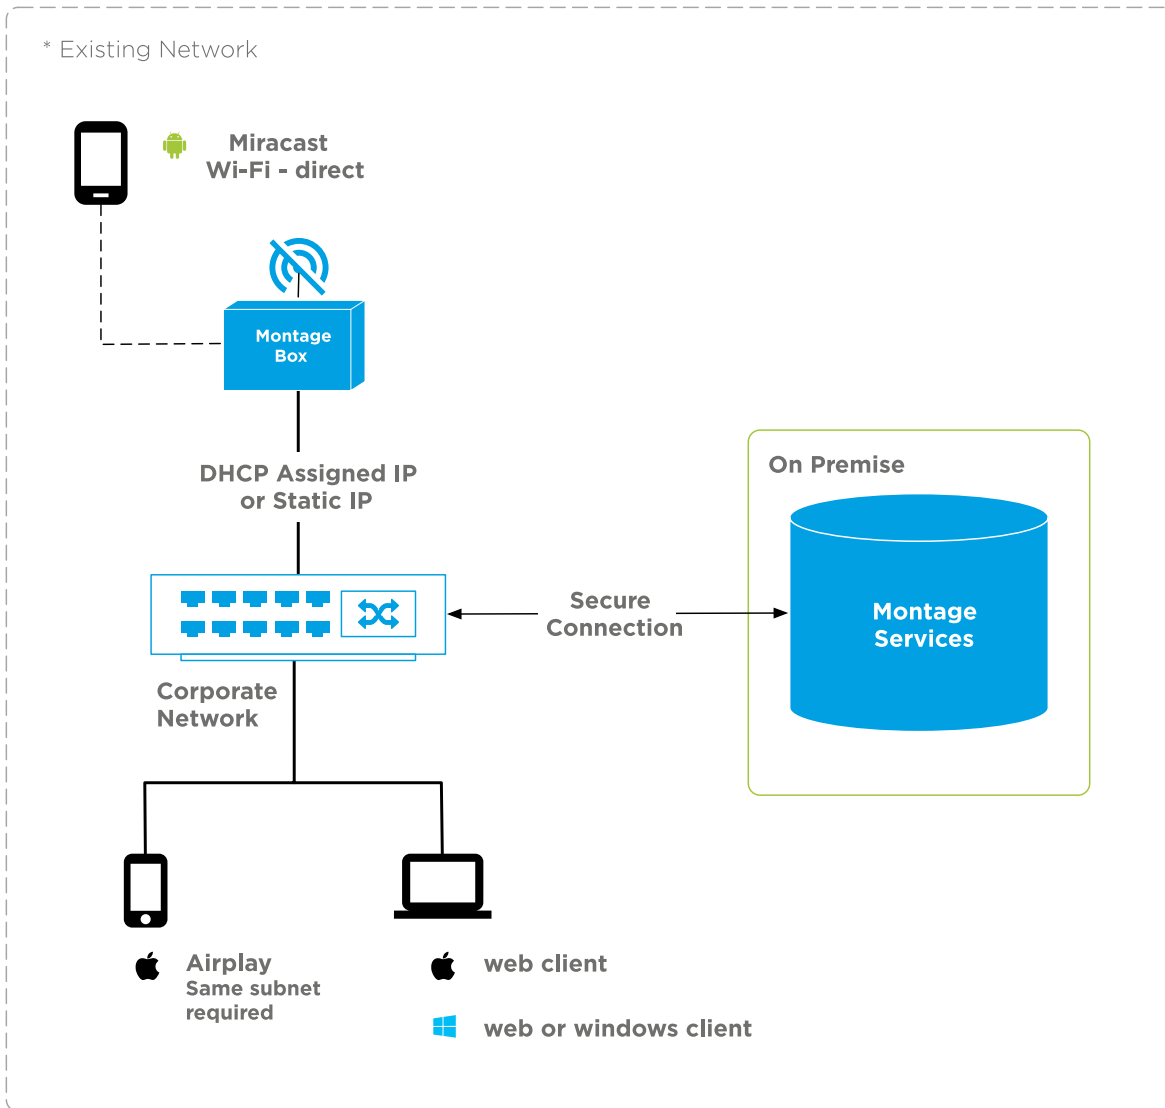 * Existing Network
Miracast
Wi-Fi - direct
Montage
Box
DHCP Assigned IP
or Static IP
On Premise
Secure
Connection
Montage
Services
Corporate
Network
Airplay
Same subnet
required
web client
web or windows client